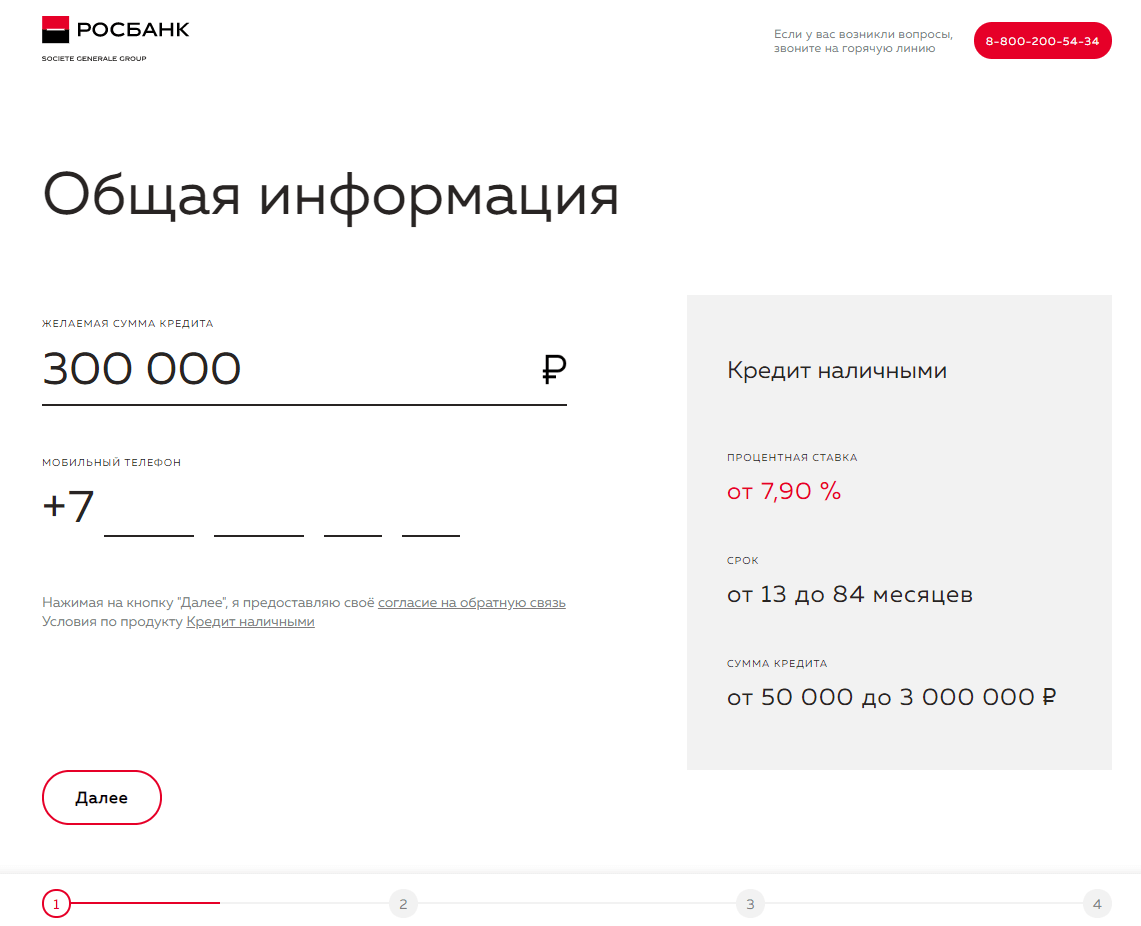 РОСБАНК
SOCIETE GENERALE GROUP
Если у вас возникли вопросы,
звоните на горячую линию
8-800-200-54-34
Общая информация
ЖЕЛАЕМАЯ СУММА КРЕДИТА
300 000 ₽
МОБИЛЬНЫЙ ТЕЛЕФОН
+7
Нажимая на кнопку "Далее", я предоставляю своё согласие на обратную связь
Условия по продукту Кредит наличными
Далее
Кредит наличными
ПРОЦЕНТНАЯ СТАВКА
от 7,90 %
СРОК
от 13 до 84 месяцев
СУММА КРЕДИТА
от 50 000 до 3 000 000 ₽
1 2 3 4